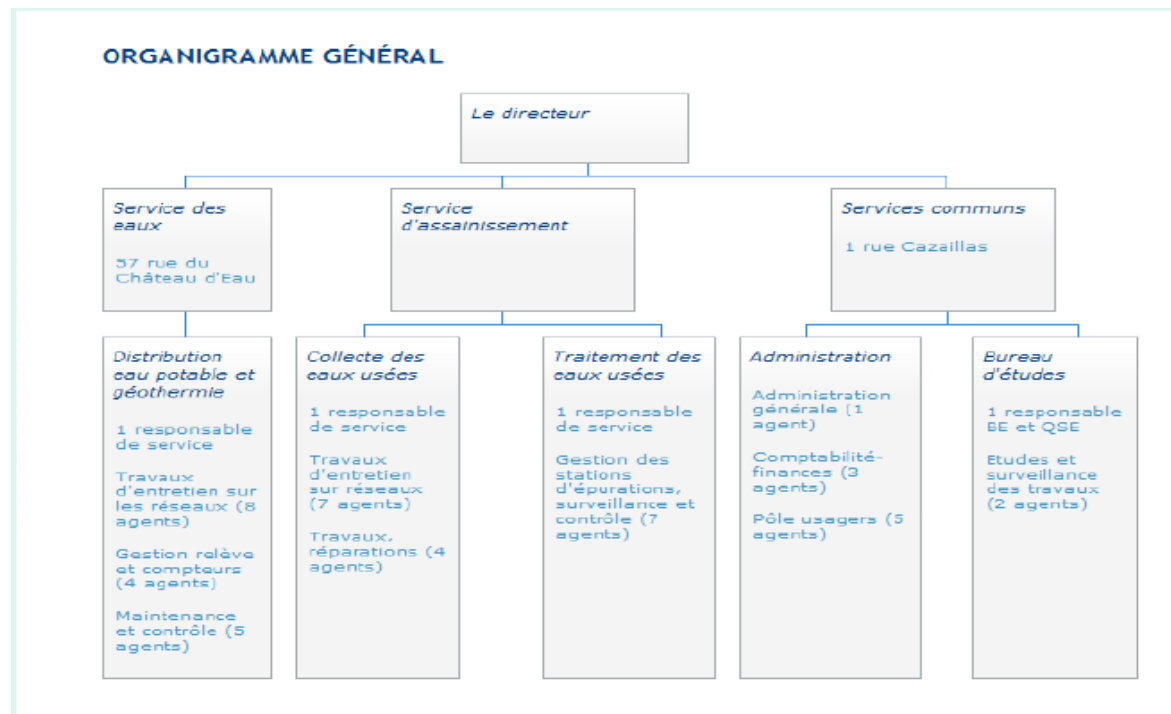 ORGANIGRAMME GÉNÉRAL
Le directeur
Service des
eaux
57 rue du
Château d'Eau
Service
d'assainissement
Services communs
1 rue Cazaillas
Distribution
eau potable et
géothermie
1 responsable
de service
Travaux
d'entretien sur
les réseaux (8
agents)
Gestion relève
et compteurs
(4 agents)
Maintenance
et contrôle (5
agents)
Collecte des
eaux usées
1 responsable
de service
Travaux
d'entretien
sur réseaux
(7 agents)
Travaux,
réparations (4
agents)
Traitement des
eaux usées
1 responsable
de service
Gestion des
stations
d'épurations,
surveillance et
contrôle (7
agents)
Administration
Administration
générale (1
agent)
Comptabilité-
finances (3
agents)
Pôle usagers (5
agents)
Bureau
d'études
1 responsable
BE et QSE
Etudes et
surveillance
des travaux
(2 agents)